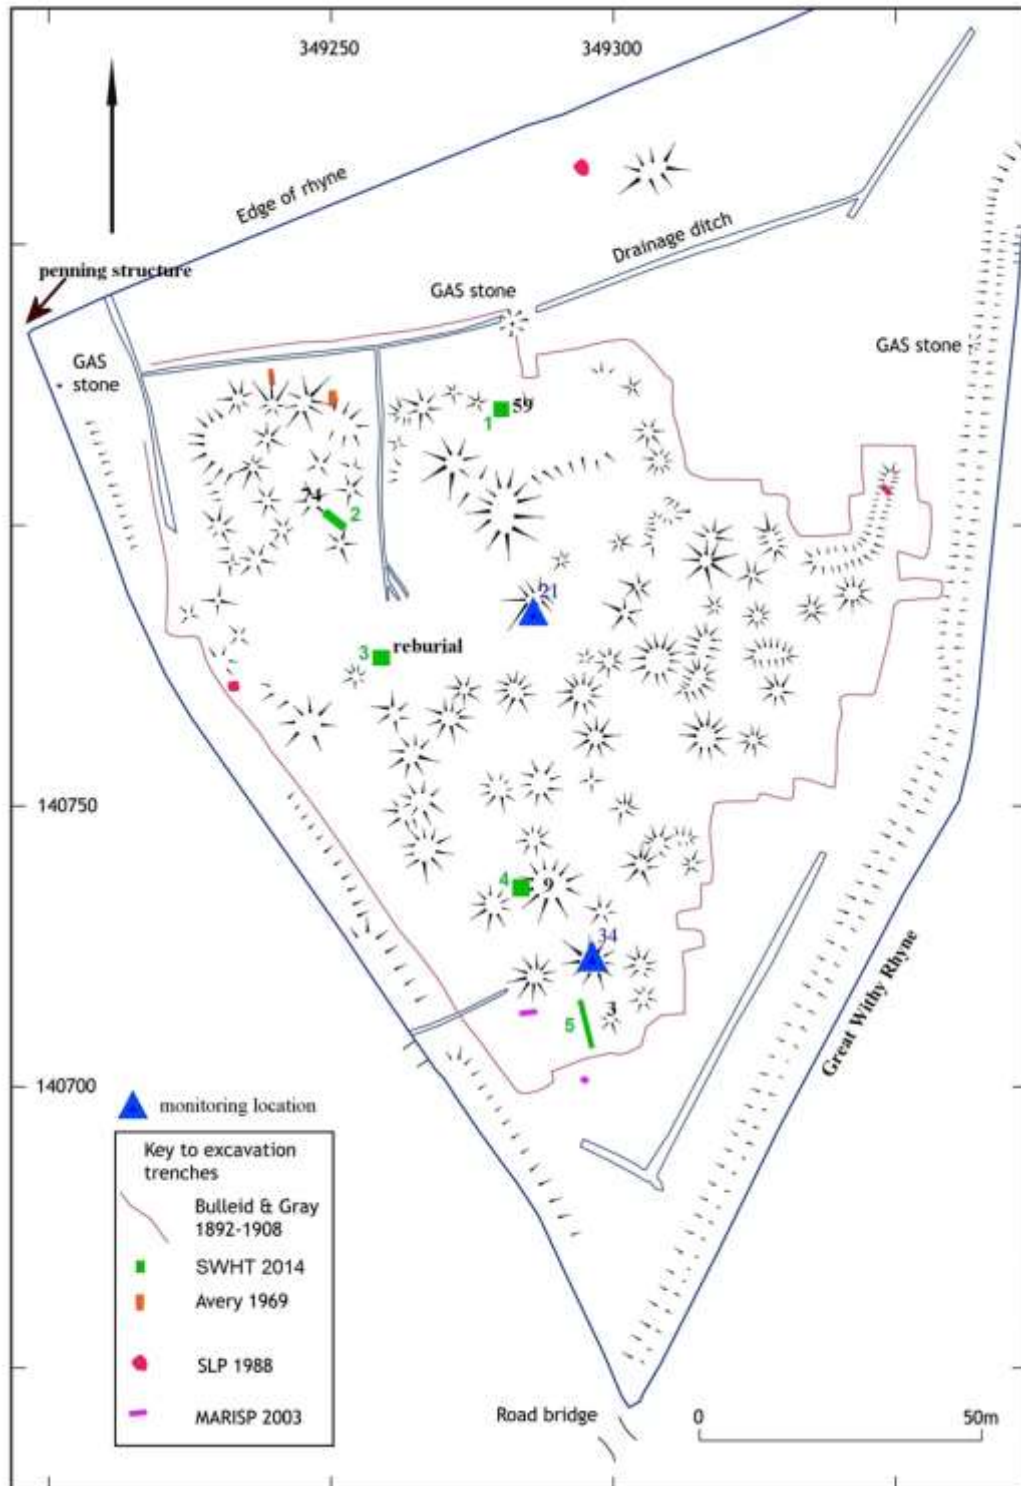 349250
349300
Edge of rhyne
Drainage ditch
penning structure
GAS stone
GAS stone
GAS
stone
59
1
74
2
21
3
reburial
140750
4
9
34
5
3
Great Withy Rhyne
140700
monitoring location
Key to excavation
trenches
Bulleid & Gray
1892-1908
SWHT 2014
Avery 1969
SLP 1988
MARISP 2003
Road bridge
0
50m